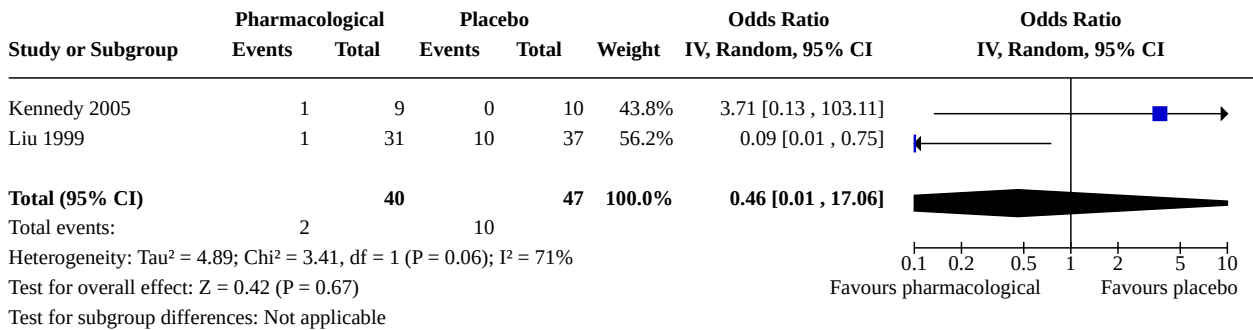 Pharmacological Placebo Odds Ratio Odds Ratio
Study or Subgroup Events Total Events Total Weight IV, Random, 95% CI IV, Random, 95% CI
Kennedy 2005 1 9 0 10 43.8% 3.71 [0.13 , 103.11]
Liu 1999 1 31 10 37 56.2% 0.09 [0.01 , 0.75]
Total (95% CI) 40 47 100.0% 0.46 [0.01 , 17.06]
Total events: 2 10
Heterogeneity: Tau² = 4.89; Chi² = 3.41, df = 1 (P = 0.06); I² = 71% 0.1 0.2 0.5 1 2 5 10
Test for overall effect: Z = 0.42 (P = 0.67) Favours pharmacological Favours placebo
Test for subgroup differences: Not applicable